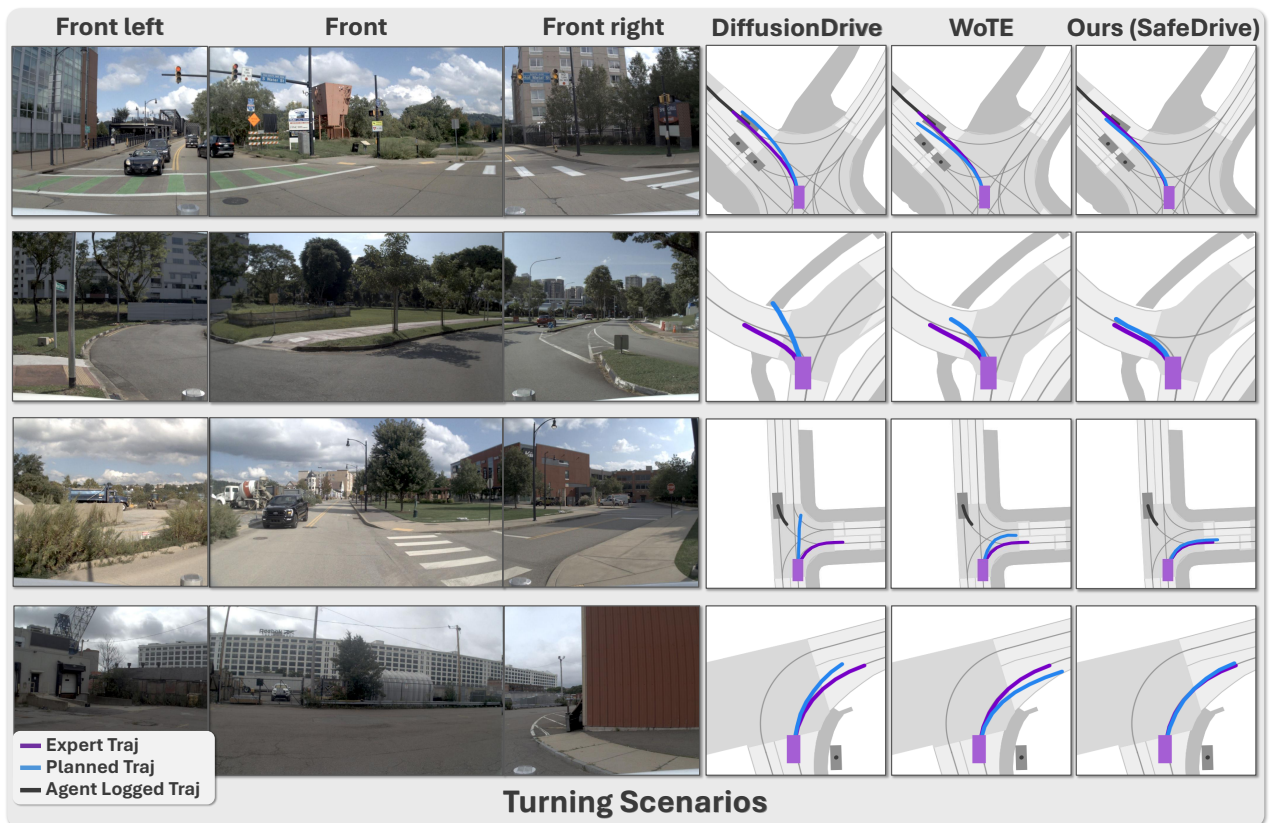 Front left Front Front right DiffusionDrive WoTE Ours (SafeDrive)
Expert Traj
Planned Traj
Agent Logged Traj
Turning Scenarios